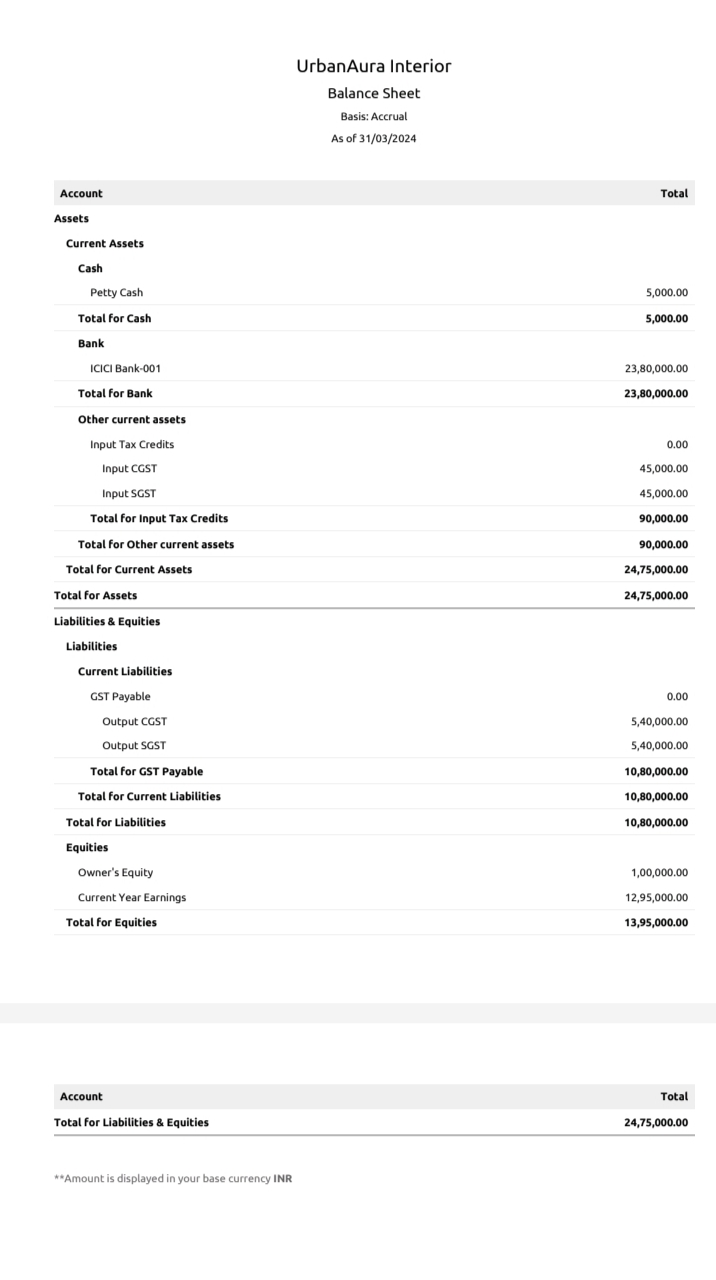 UrbanAura Interior
Balance Sheet
Basis: Accrual
As of 31/03/2024
Account Total
Assets
Current Assets
Cash
Petty Cash 5,000.00
Total for Cash 5,000.00
Bank
ICICI Bank-001 23,80,000.00
Total for Bank 23,80,000.00
Other current assets
Input Tax Credits 0.00
Input CGST 45,000.00
Input SGST 45,000.00
Total for Input Tax Credits 90,000.00
Total for Other current assets 90,000.00
Total for Current Assets 24,75,000.00
Total for Assets 24,75,000.00
Liabilities & Equities
Liabilities
Current Liabilities
GST Payable 0.00
Output CGST 5,40,000.00
Output SGST 5,40,000.00
Total for GST Payable 10,80,000.00
Total for Current Liabilities 10,80,000.00
Total for Liabilities 10,80,000.00
Equities
Owner's Equity 1,00,000.00
Current Year Earnings 12,95,000.00
Total for Equities 13,95,000.00
Account Total
Total for Liabilities & Equities 24,75,000.00
**Amount is displayed in your base currency INR